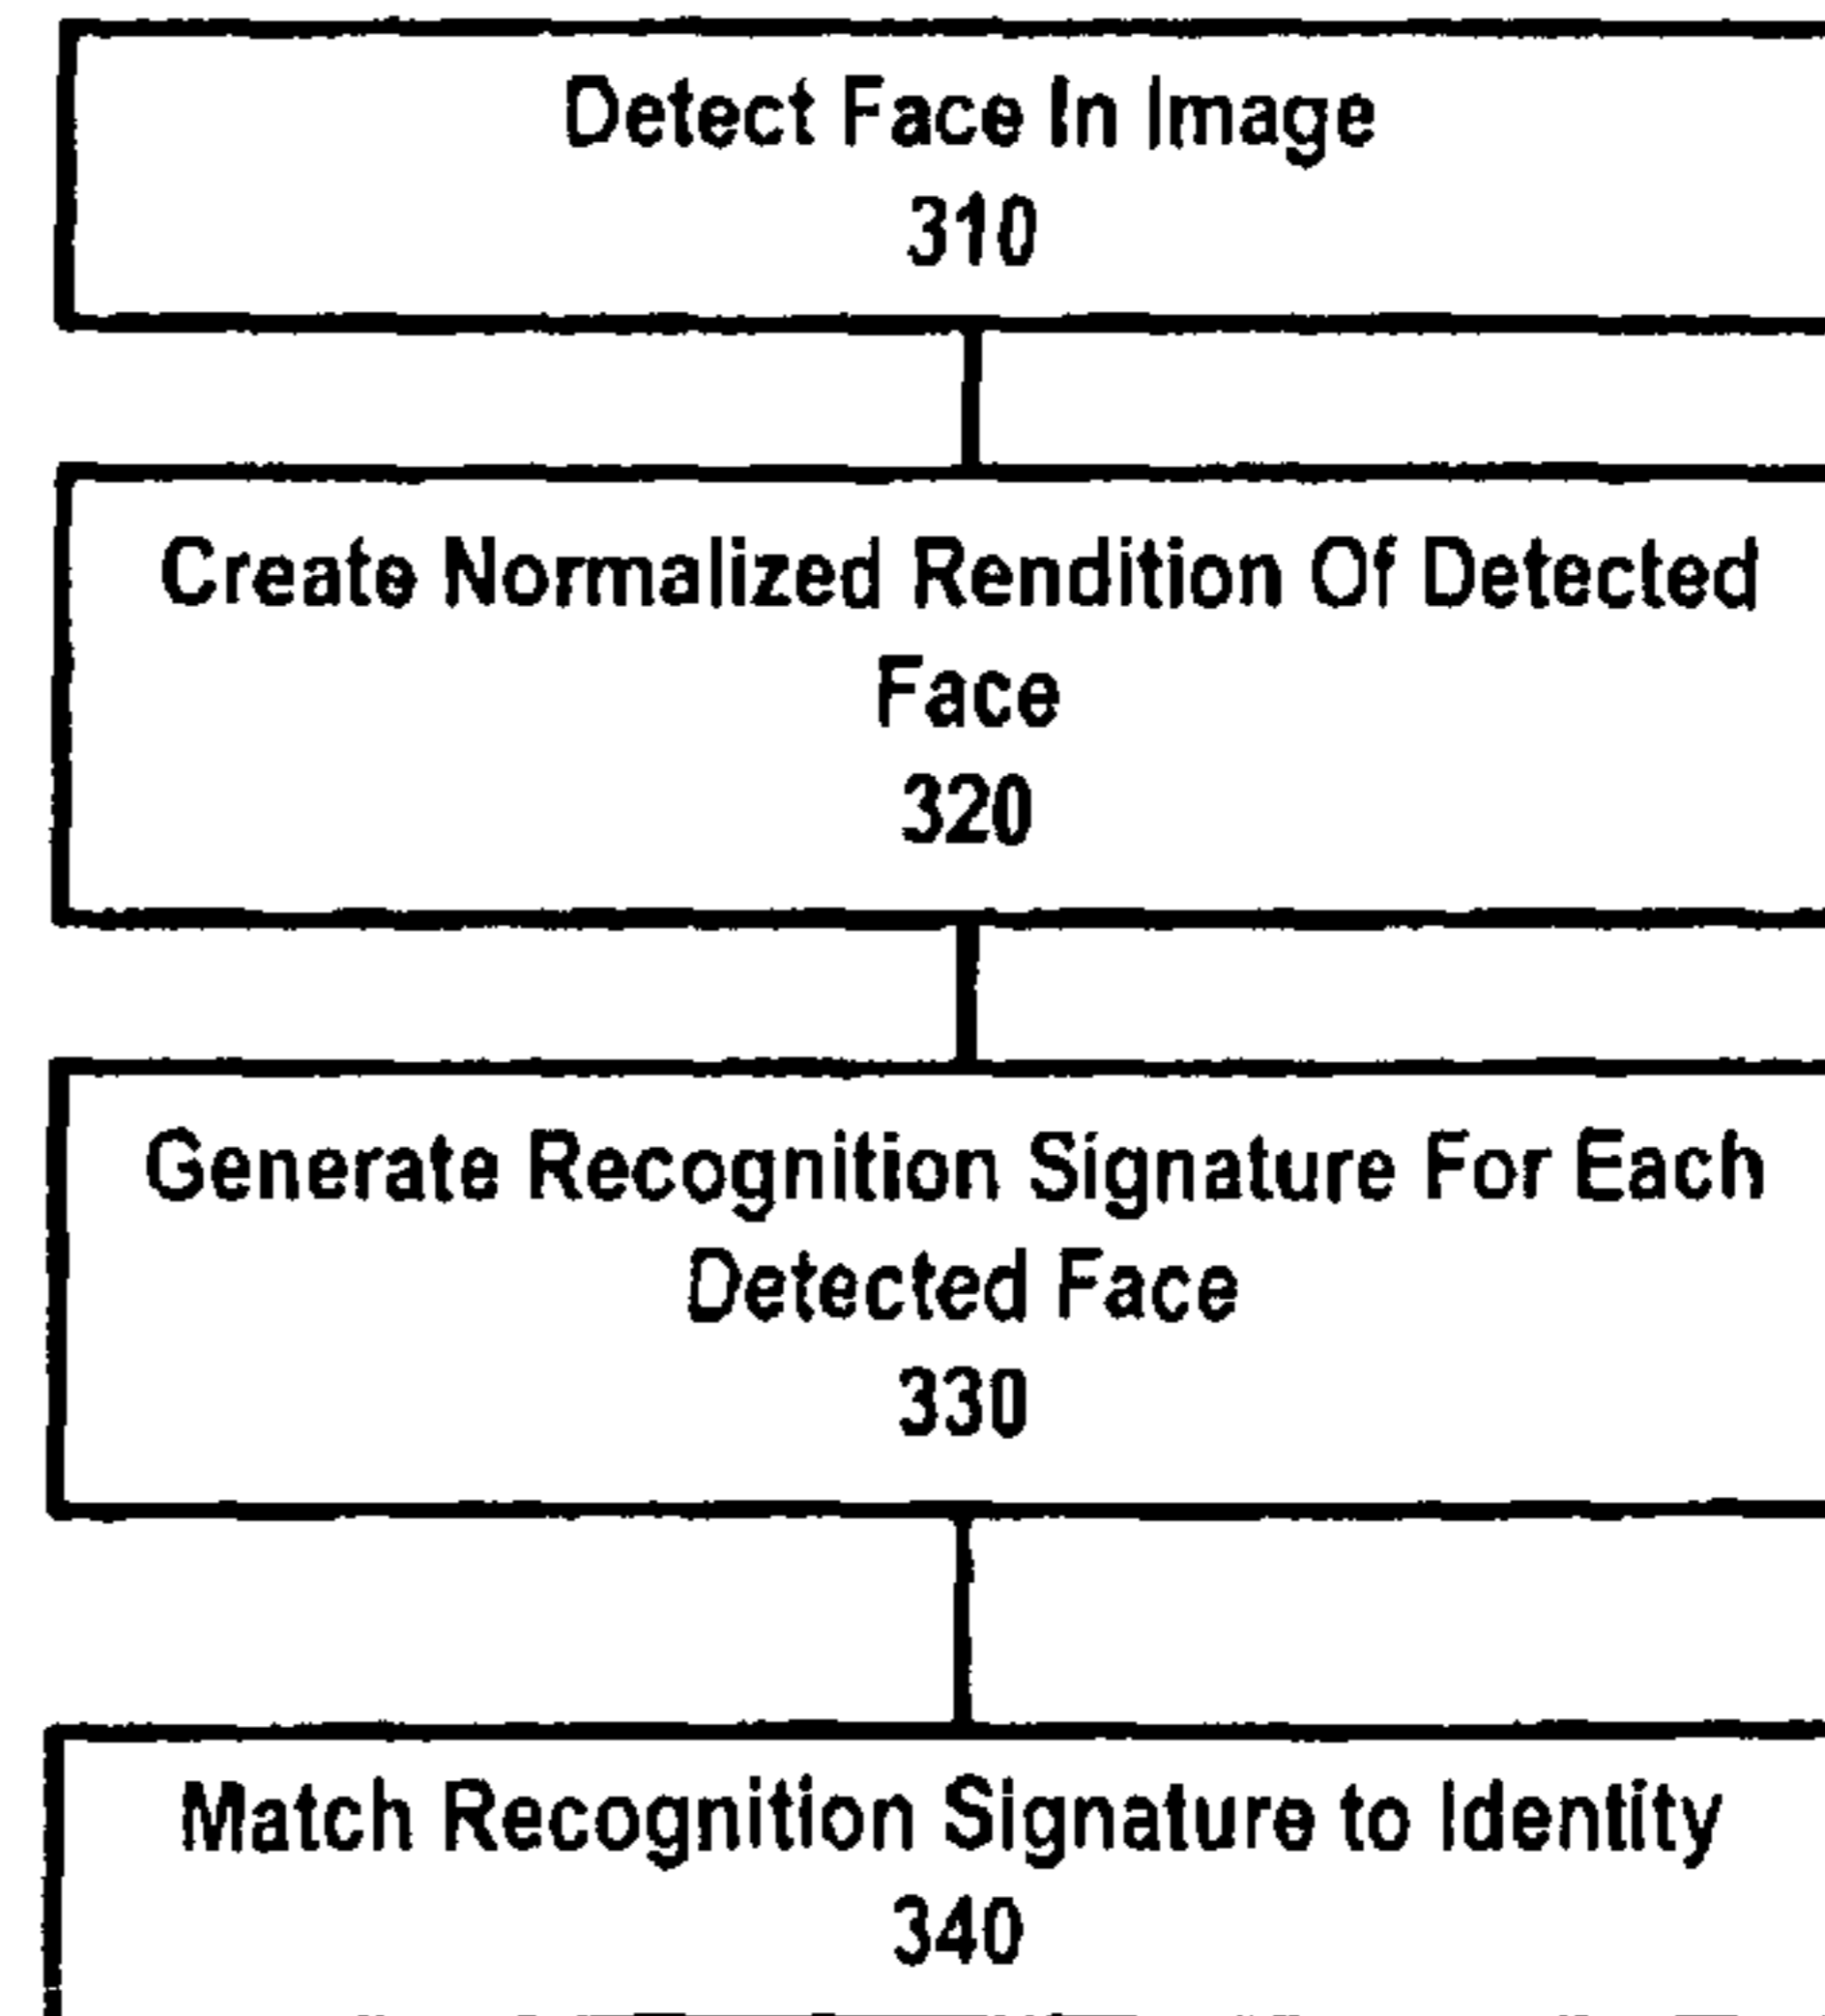 Detect Face In Image
310
Create Normalized Rendition Of Detected
Face
320
Generate Recognition Signature For Each
Detected Face
330
Match Recognition Signature to Identity
340